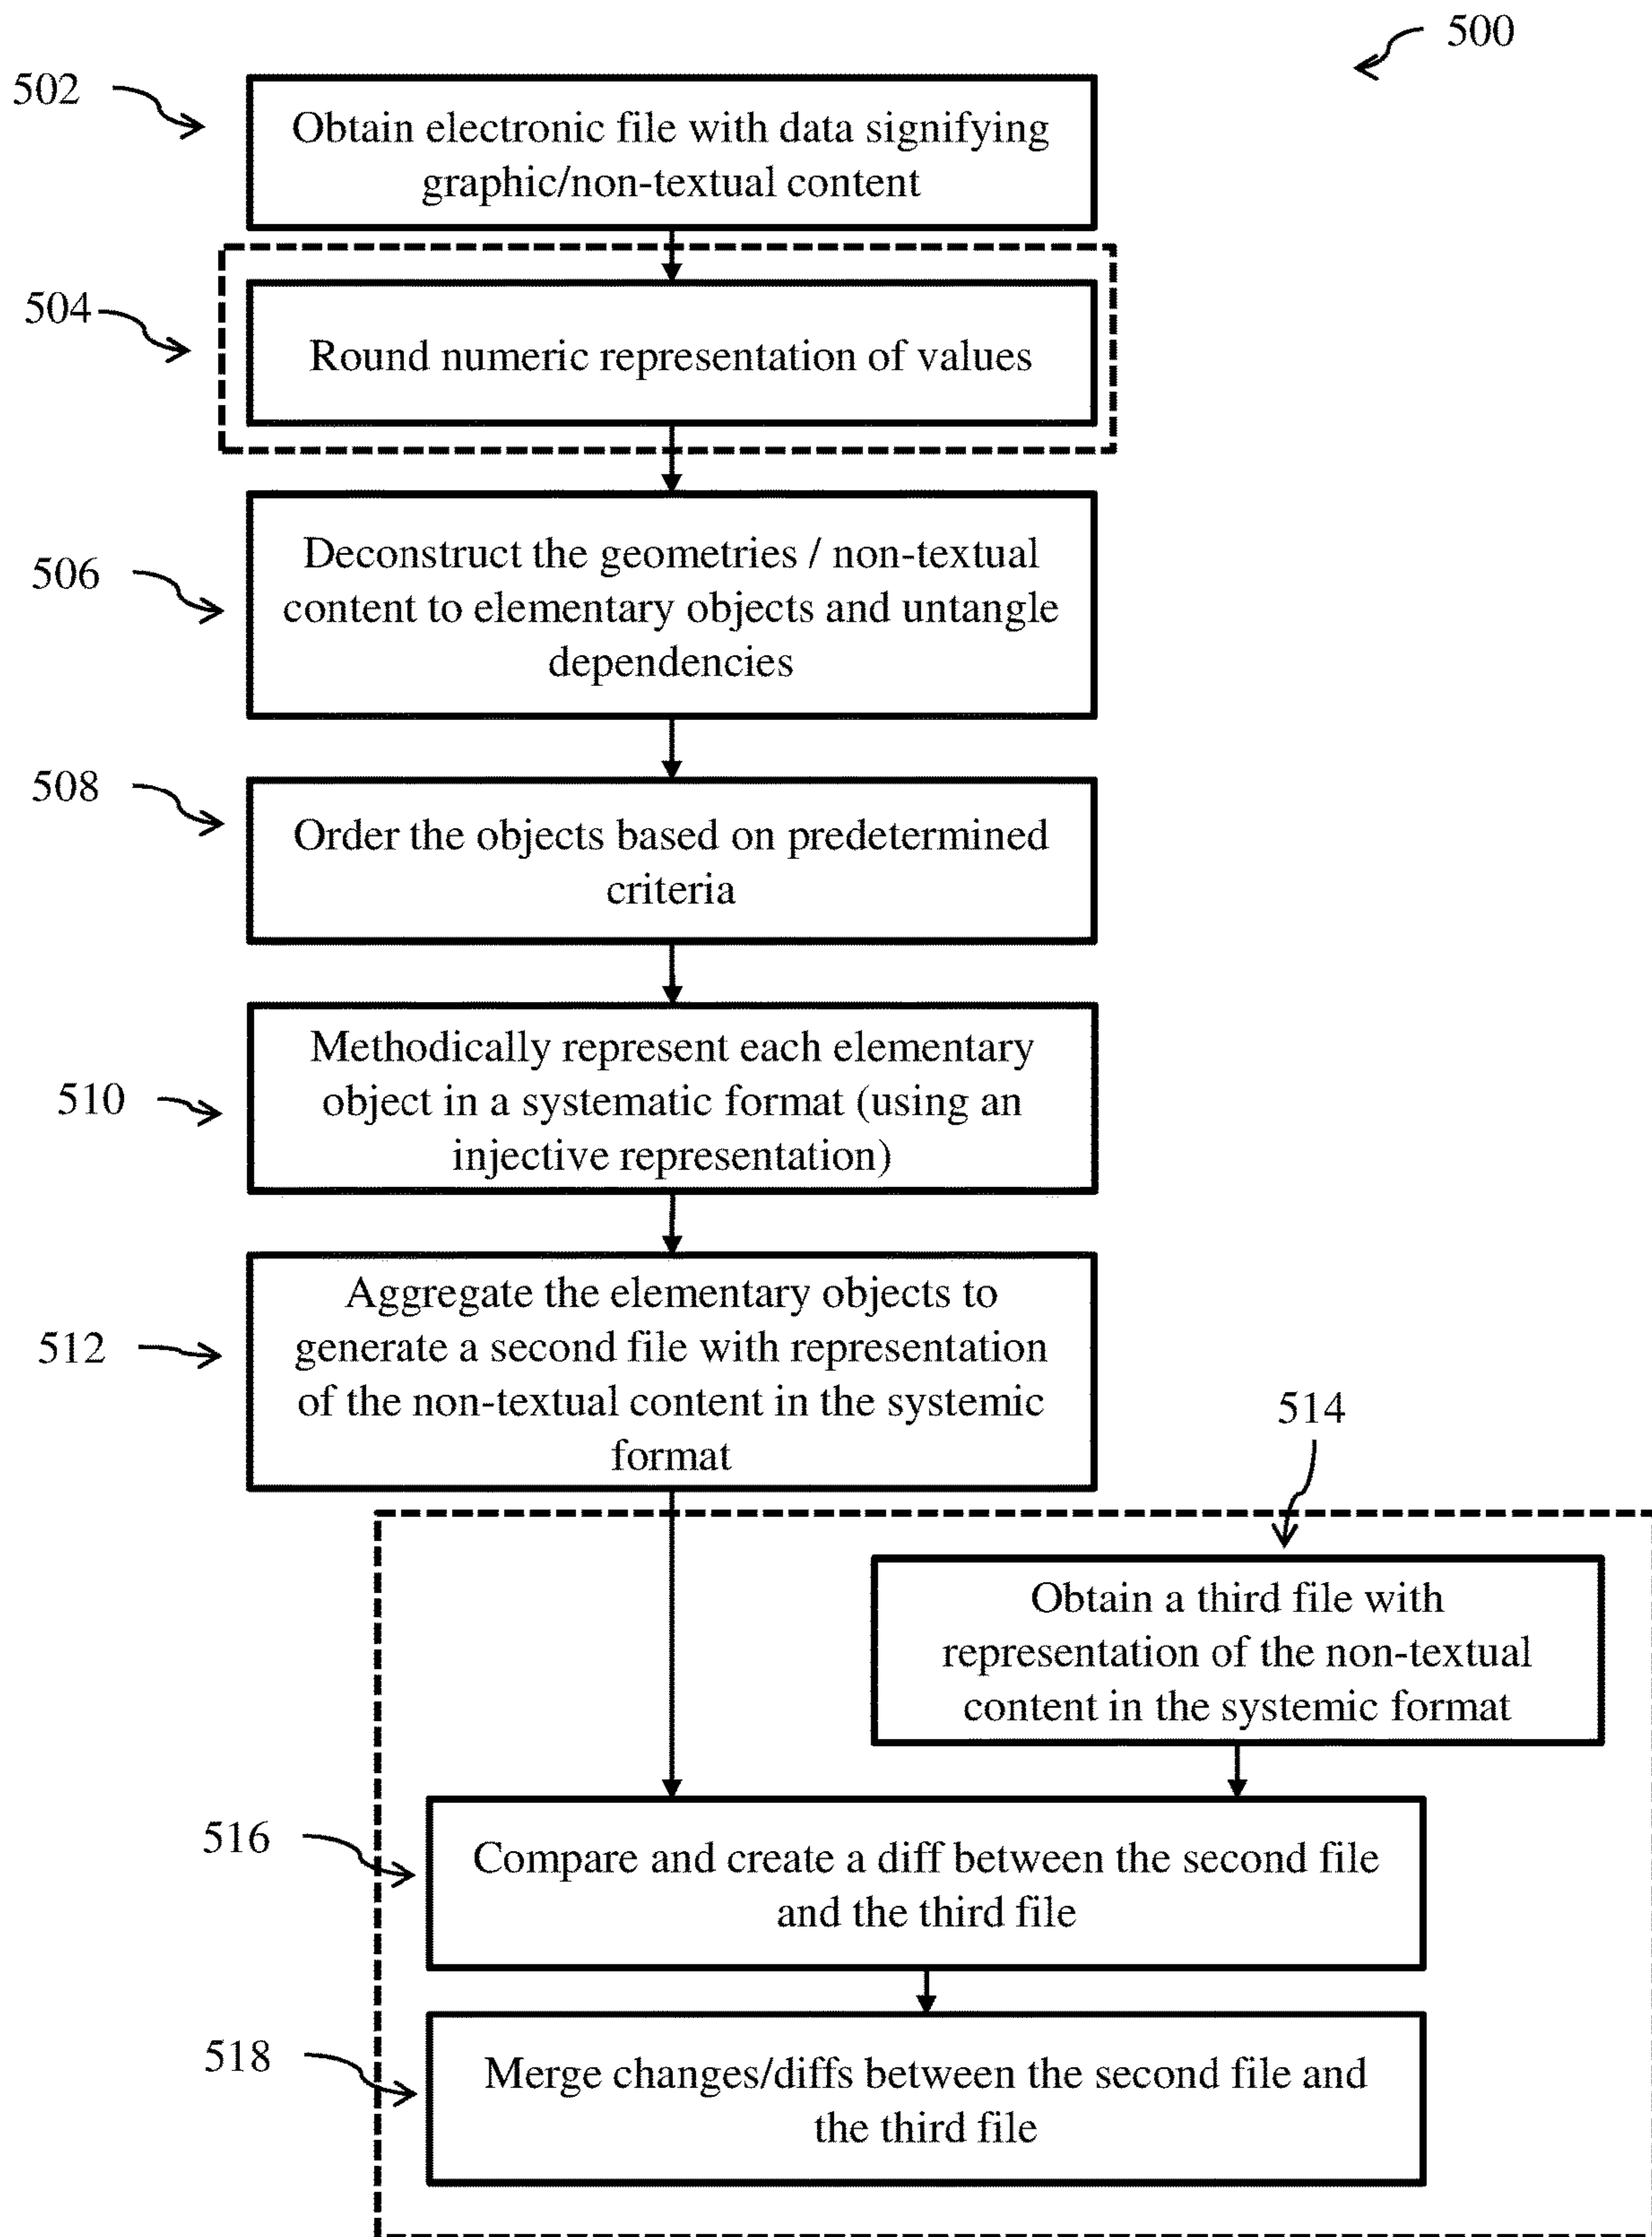 500
502
Obtain electronic file with data signifying
graphic/non-textual content
504
Round numeric representation of values
506
Deconstruct the geometries / non-textual
content to elementary objects and untangle
dependencies
508
Order the objects based on predetermined
criteria
510
Methodically represent each elementary
object in a systematic format (using an
injective representation)
512
Aggregate the elementary objects to
generate a second file with representation
of the non-textual content in the systemic
format
514
Obtain a third file with
representation of the non-textual
content in the systemic format
516
Compare and create a diff between the second file
and the third file
518
Merge changes/diffs between the second file and
the third file